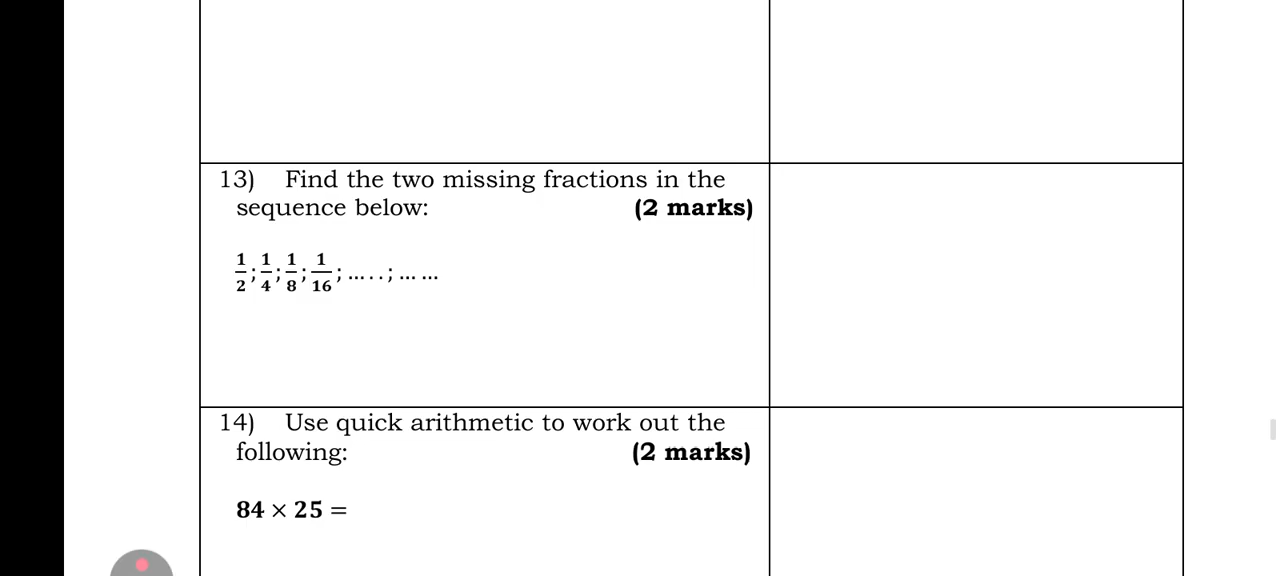 13) Find the two missing fractions in the
sequence below: (2 marks)
1/2 ; 1/4 ; 1/8 ; 1/16 ; ….. ; … …
14) Use quick arithmetic to work out the
following: (2 marks)
84 × 25 =